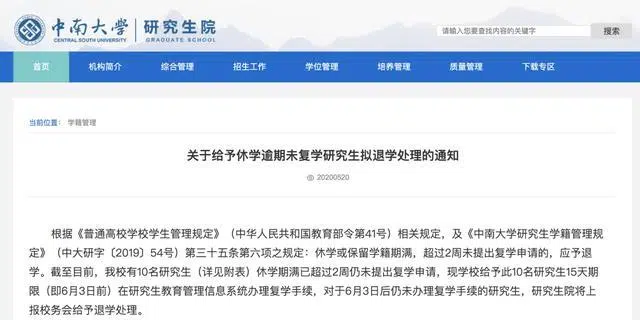 中南大学 研究生院
CENTRAL SOUTH UNIVERSITY GRADUATE SCHOOL
请输入您要查找内容的关键字 搜索
首页 机构简介 综合管理 招生工作 学位管理 培养管理 质量管理 下载专区
当前位置: 学籍管理
关于给予休学逾期未复学研究生拟退学处理的通知
20200520
根据《普通高校学校学生管理规定》（中华人民共和国教育部令第41号）相关规定，及《中南大学研究生学籍管理规
定》（中大研字〔2019〕54号）第三十五条第六项之规定：休学或保留学籍期满，超过2周未提出复学申请的，应予退
学。截至目前，我校有10名研究生（详见附表）休学期满已超过2周仍未提出复学申请，现学校给予此10名研究生15天期
限（即6月3日前）在研究生教育管理信息系统办理复学手续，对于6月3日后仍未办理复学手续的研究生，研究生院将上
报校务会给予退学处理。